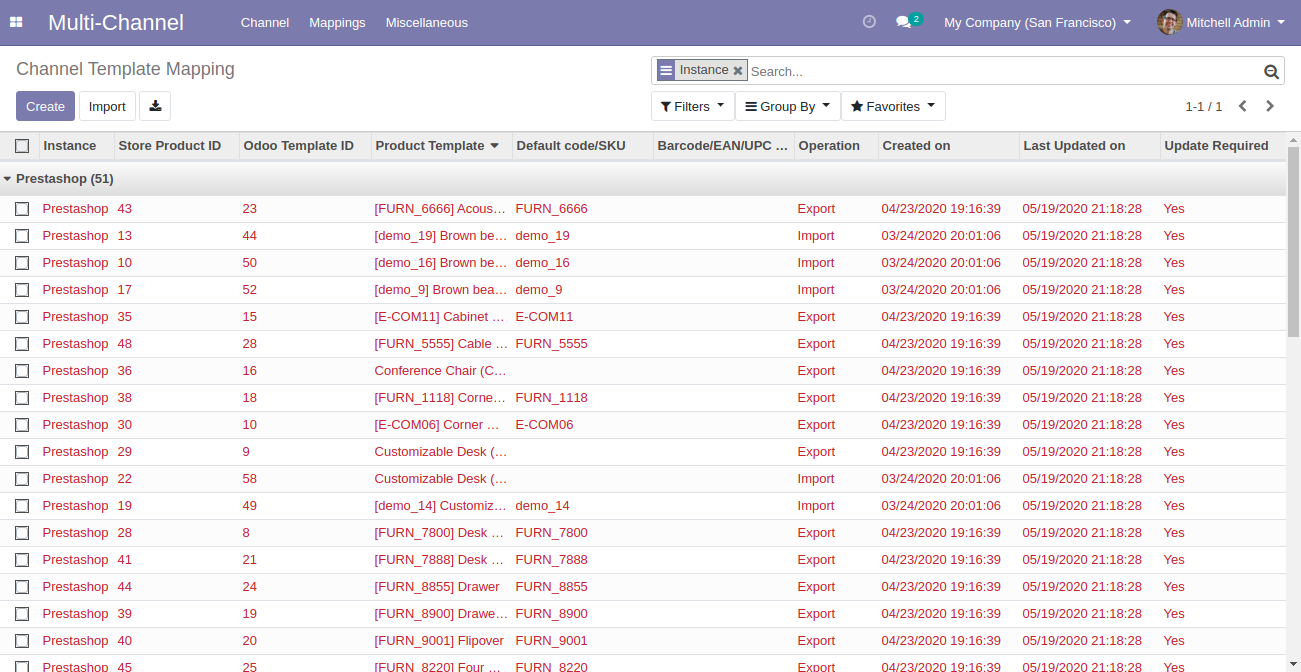 Multi-Channel Channel Mappings Miscellaneous 2 My Company (San Francisco) Mitchell Admin
Channel Template Mapping Instance Search...
Create Import Filters Group By Favorites 1-1 / 1
Instance Store Product ID Odoo Template ID Product Template Default code/SKU Barcode/EAN/UPC ... Operation Created on Last Updated on Update Required
Prestashop (51)
Prestashop 43 23 [FURN_6666] Acous... FURN_6666 Export 04/23/2020 19:16:39 05/19/2020 21:18:28 Yes
Prestashop 13 44 [demo_19] Brown be... demo_19 Import 03/24/2020 20:01:06 05/19/2020 21:18:28 Yes
Prestashop 10 50 [demo_16] Brown be... demo_16 Import 03/24/2020 20:01:06 05/19/2020 21:18:28 Yes
Prestashop 17 52 [demo_9] Brown bea... demo_9 Import 03/24/2020 20:01:06 05/19/2020 21:18:28 Yes
Prestashop 35 15 [E-COM11] Cabinet ... E-COM11 Export 04/23/2020 19:16:39 05/19/2020 21:18:28 Yes
Prestashop 48 28 [FURN_5555] Cable ... FURN_5555 Export 04/23/2020 19:16:39 05/19/2020 21:18:28 Yes
Prestashop 36 16 Conference Chair (C... Export 04/23/2020 19:16:39 05/19/2020 21:18:28 Yes
Prestashop 38 18 [FURN_1118] Corne... FURN_1118 Export 04/23/2020 19:16:39 05/19/2020 21:18:28 Yes
Prestashop 30 10 [E-COM06] Corner ... E-COM06 Export 04/23/2020 19:16:39 05/19/2020 21:18:28 Yes
Prestashop 29 9 Customizable Desk (... Export 04/23/2020 19:16:39 05/19/2020 21:18:28 Yes
Prestashop 22 58 Customizable Desk (... Import 03/24/2020 20:01:06 05/19/2020 21:18:28 Yes
Prestashop 19 49 [demo_14] Customiz... demo_14 Import 03/24/2020 20:01:06 05/19/2020 21:18:28 Yes
Prestashop 28 8 [FURN_7800] Desk ... FURN_7800 Export 04/23/2020 19:16:39 05/19/2020 21:18:28 Yes
Prestashop 41 21 [FURN_7888] Desk ... FURN_7888 Export 04/23/2020 19:16:39 05/19/2020 21:18:28 Yes
Prestashop 44 24 [FURN_8855] Drawer FURN_8855 Export 04/23/2020 19:16:39 05/19/2020 21:18:28 Yes
Prestashop 39 19 [FURN_8900] Drawe... FURN_8900 Export 04/23/2020 19:16:39 05/19/2020 21:18:28 Yes
Prestashop 40 20 [FURN_9001] Flipover FURN_9001 Export 04/23/2020 19:16:39 05/19/2020 21:18:28 Yes
Prestashop 45 25 [FURN_8220] Four ... FURN_8220 Export 04/23/2020 19:16:39 05/19/2020 21:18:28 Yes